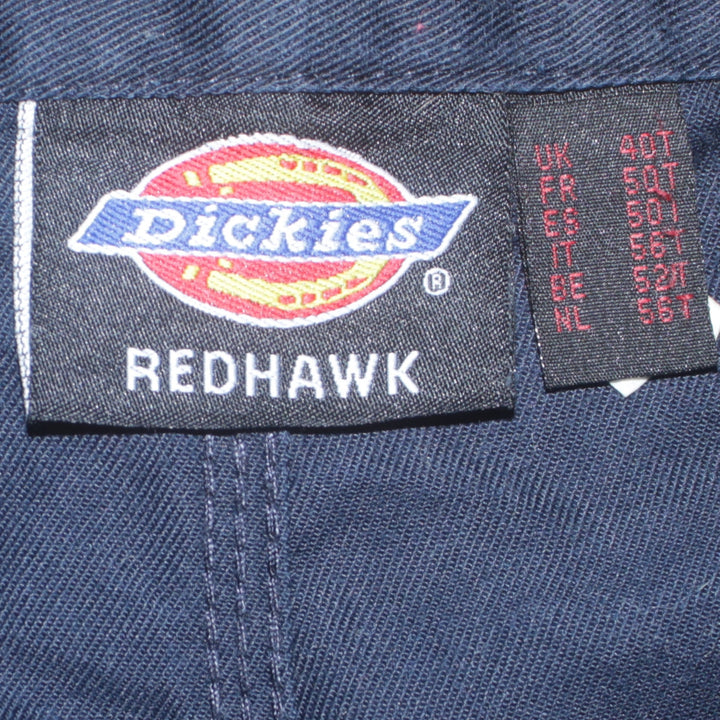 Dickies
®
REDHAWK
UK 40T
FR 50T
ES 50T
IT 56T
BE 52T
NL 56T